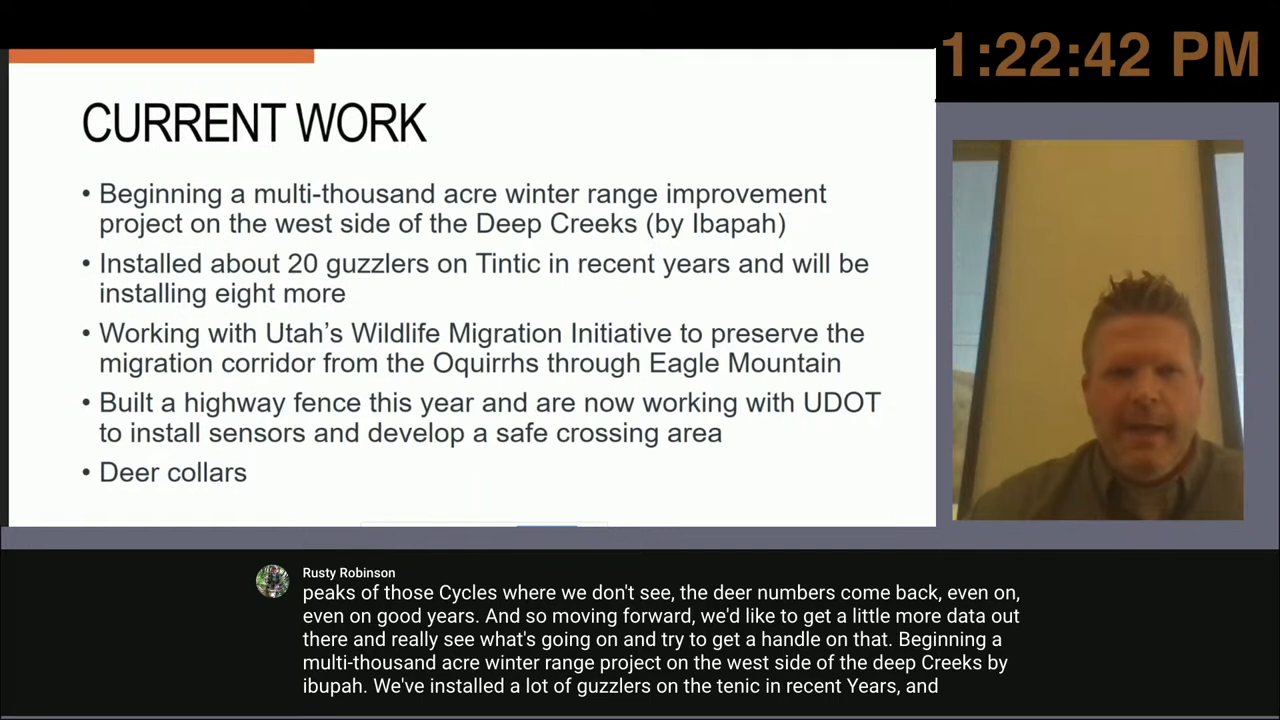 1:22:42 PM
CURRENT WORK
• Beginning a multi-thousand acre winter range improvement
project on the west side of the Deep Creeks (by Ibapah)
• Installed about 20 guzzlers on Tintic in recent years and will be
installing eight more
• Working with Utah’s Wildlife Migration Initiative to preserve the
migration corridor from the Oquirrhs through Eagle Mountain
• Built a highway fence this year and are now working with UDOT
to install sensors and develop a safe crossing area
• Deer collars
Rusty Robinson
peaks of those Cycles where we don't see, the deer numbers come back, even on,
even on good years. And so moving forward, we'd like to get a little more data out
there and really see what's going on and try to get a handle on that. Beginning a
multi-thousand acre winter range project on the west side of the deep Creeks by
ibupah. We've installed a lot of guzzlers on the tenic in recent Years, and